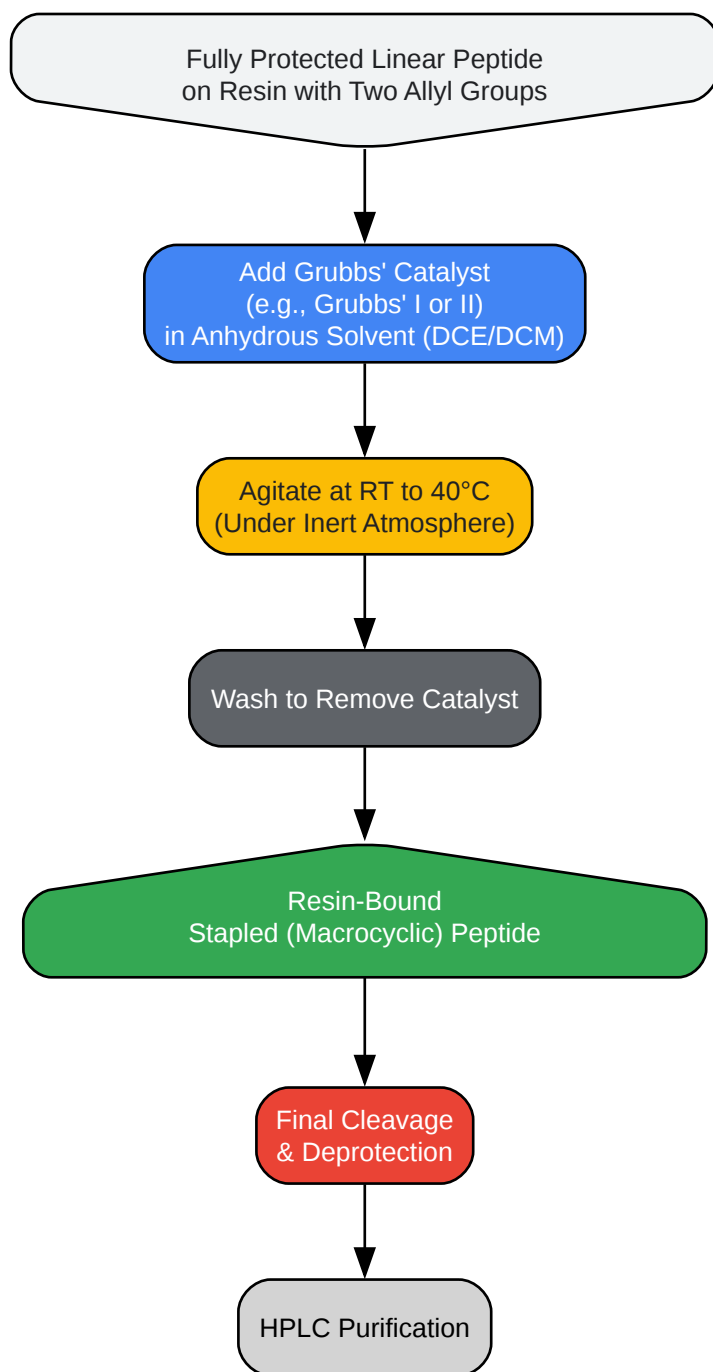 Fully Protected Linear Peptide
on Resin with Two Allyl Groups
Add Grubbs' Catalyst
(e.g., Grubbs' I or II)
in Anhydrous Solvent (DCE/DCM)
Agitate at RT to 40°C
(Under Inert Atmosphere)
Wash to Remove Catalyst
Resin-Bound
Stapled (Macrocyclic) Peptide
Final Cleavage
& Deprotection
HPLC Purification